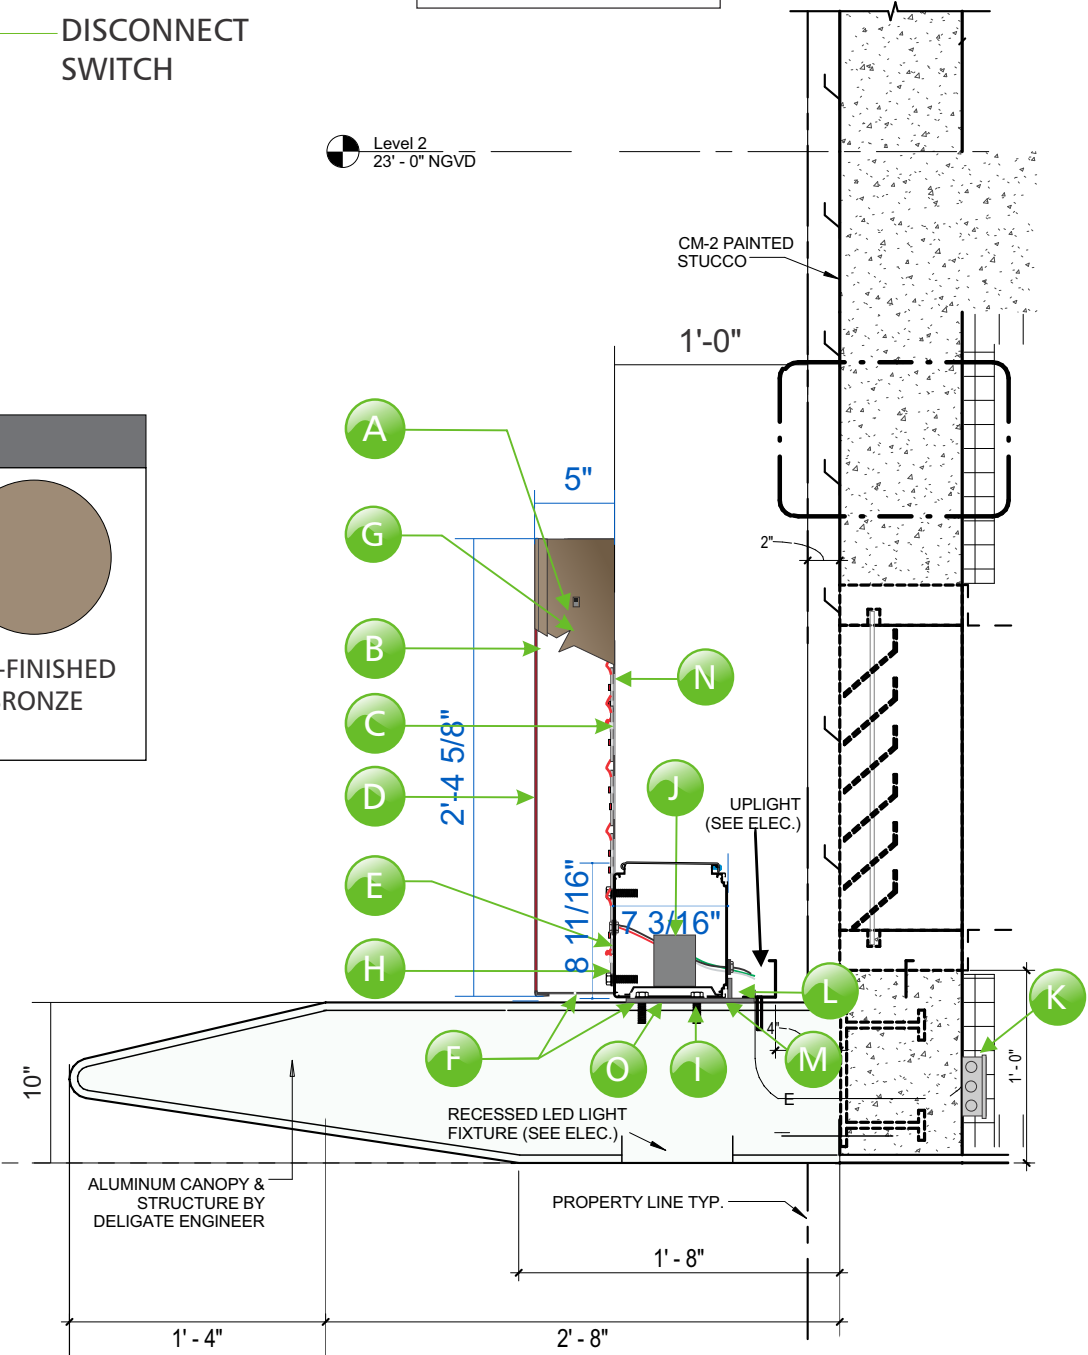 DISCONNECT
SWITCH
Level 2
23' - 0" NGVD
CM-2 PAINTED
STUCCO
1'-0"
A
5"
G
2"
B
-FINISHED
N
C
2'-4 5/8"
D
J
UPLIGHT
(SEE ELEC.)
E
8 11/16"
7 3/16"
H
L
K
F
O
I
M
4"
1' - 0"
10"
E
RECESSED LED LIGHT
FIXTURE (SEE ELEC.)
ALUMINUM CANOPY &
STRUCTURE BY
DELIGATE ENGINEER
PROPERTY LINE TYP.
1' - 8"
1' - 4"
2' - 8"